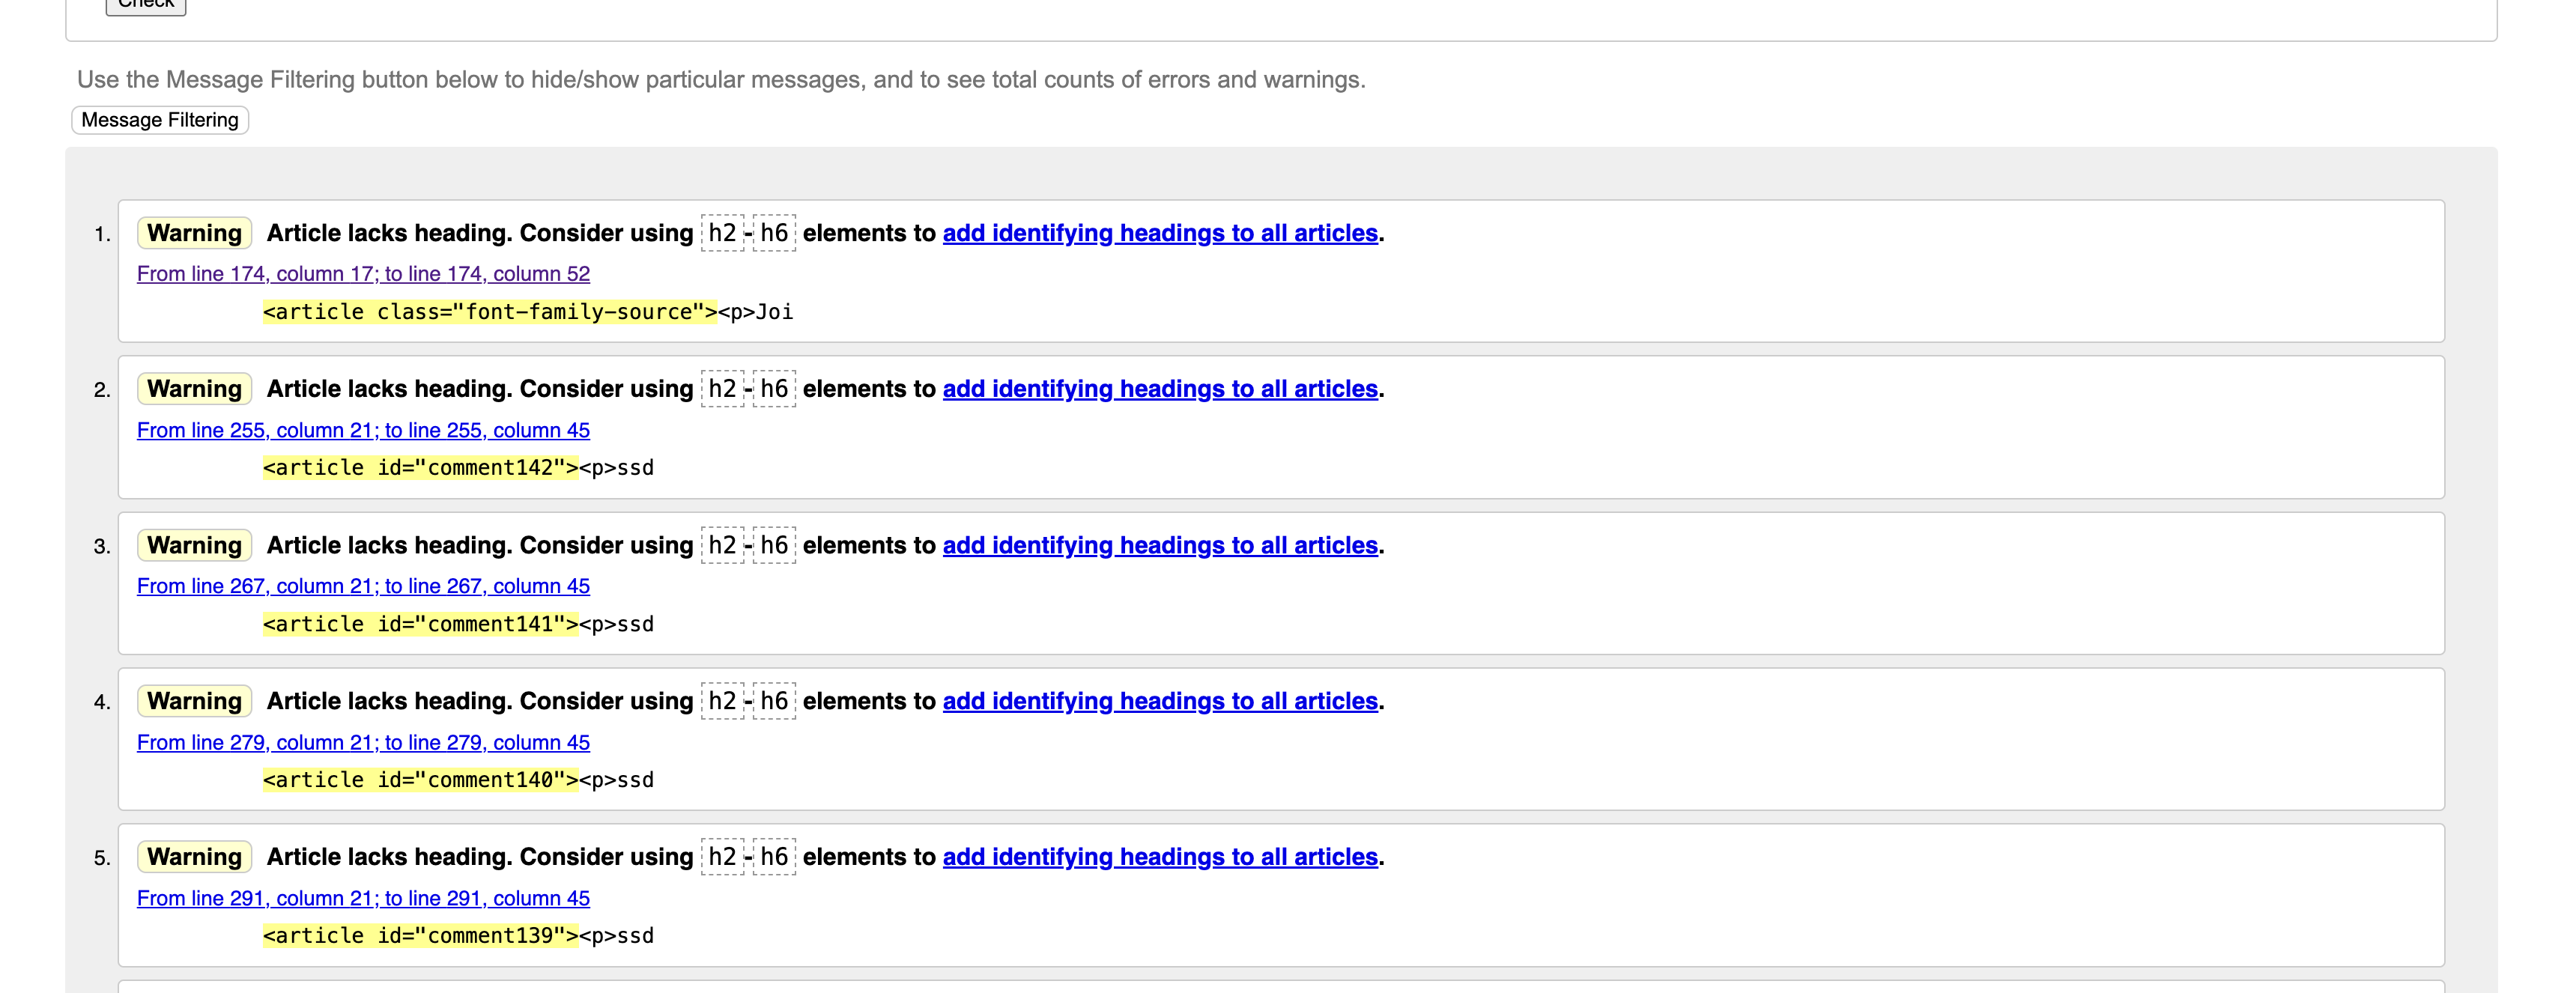 Check
Use the Message Filtering button below to hide/show particular messages, and to see total counts of errors and warnings.
Message Filtering
1. Warning Article lacks heading. Consider using h2-h6 elements to add identifying headings to all articles.
From line 174, column 17; to line 174, column 52
<article class="font-family-source"><p>Joi
2. Warning Article lacks heading. Consider using h2-h6 elements to add identifying headings to all articles.
From line 255, column 21; to line 255, column 45
<article id="comment142"><p>ssd
3. Warning Article lacks heading. Consider using h2-h6 elements to add identifying headings to all articles.
From line 267, column 21; to line 267, column 45
<article id="comment141"><p>ssd
4. Warning Article lacks heading. Consider using h2-h6 elements to add identifying headings to all articles.
From line 279, column 21; to line 279, column 45
<article id="comment140"><p>ssd
5. Warning Article lacks heading. Consider using h2-h6 elements to add identifying headings to all articles.
From line 291, column 21; to line 291, column 45
<article id="comment139"><p>ssd